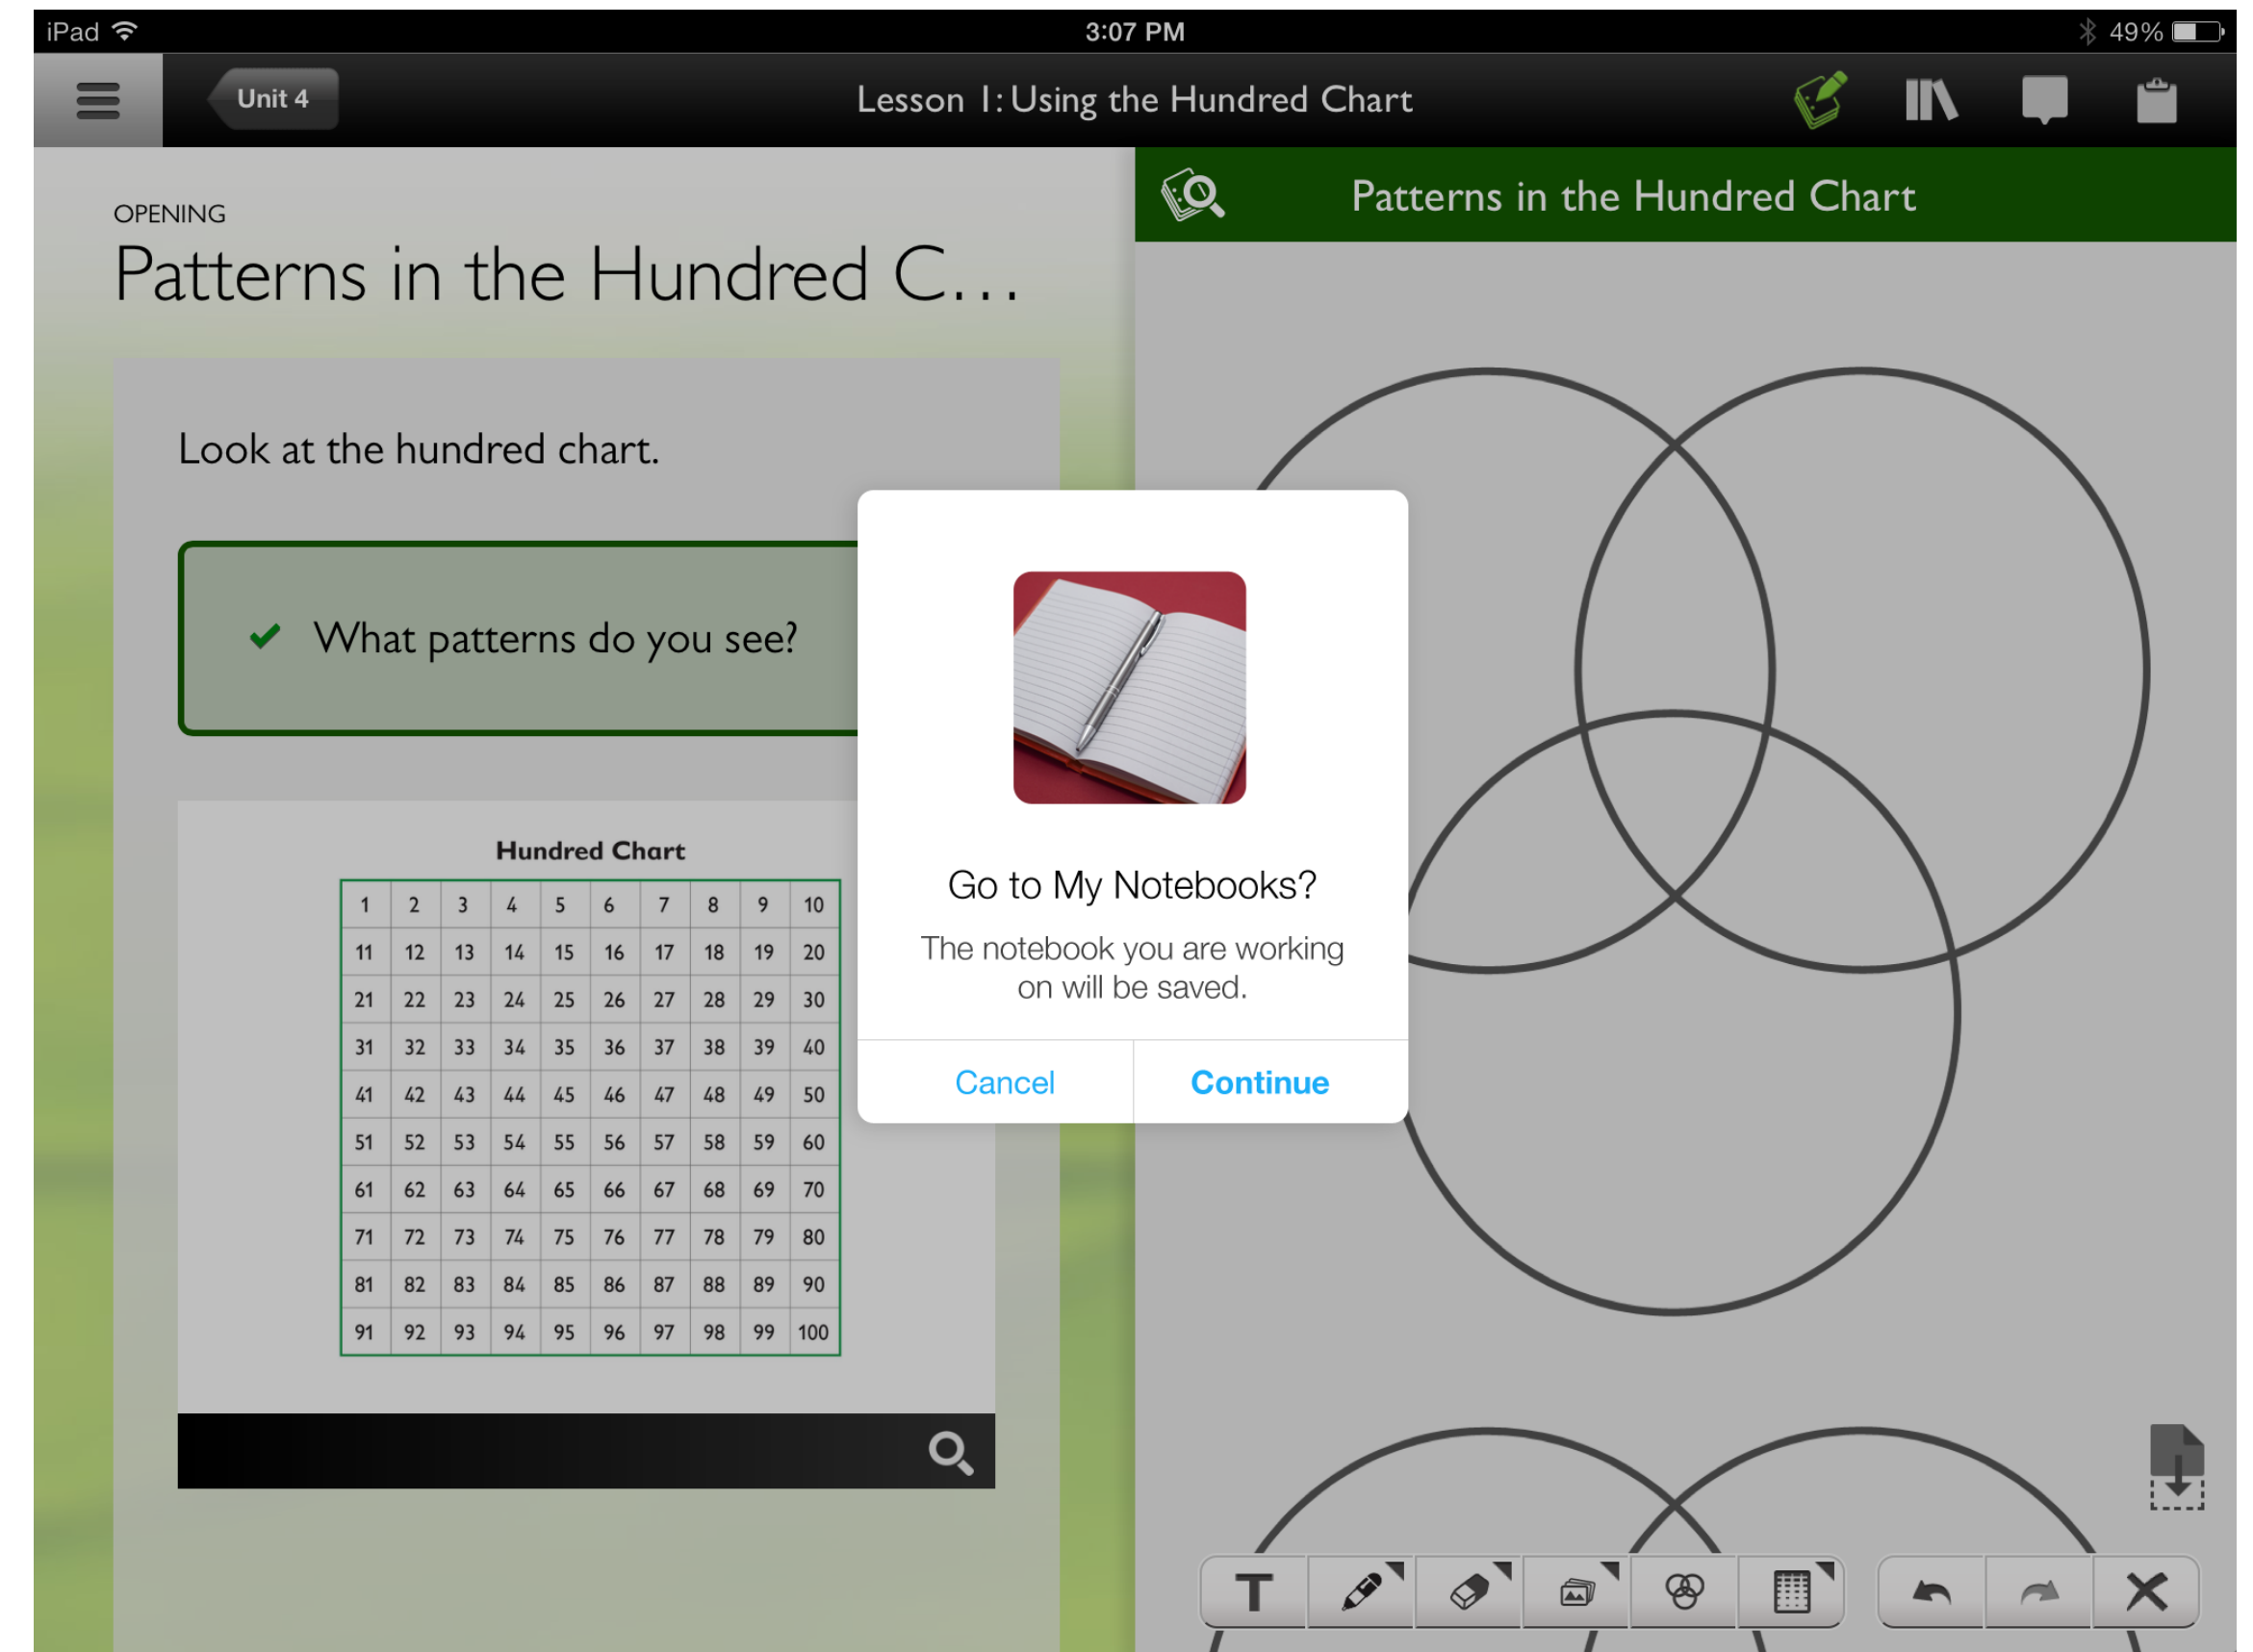 iPad
3:07 PM
49%
Unit 4
Lesson 1: Using the Hundred Chart
OPENING
Patterns in the Hundred C...
Look at the hundred chart.
What patterns do you see?
Hundred Chart
1 2 3 4 5 6 7 8 9 10
11 12 13 14 15 16 17 18 19 20
21 22 23 24 25 26 27 28 29 30
31 32 33 34 35 36 37 38 39 40
41 42 43 44 45 46 47 48 49 50
51 52 53 54 55 56 57 58 59 60
61 62 63 64 65 66 67 68 69 70
71 72 73 74 75 76 77 78 79 80
81 82 83 84 85 86 87 88 89 90
91 92 93 94 95 96 97 98 99 100
Patterns in the Hundred Chart
Go to My Notebooks?
The notebook you are working
on will be saved.
Cancel
Continue
T